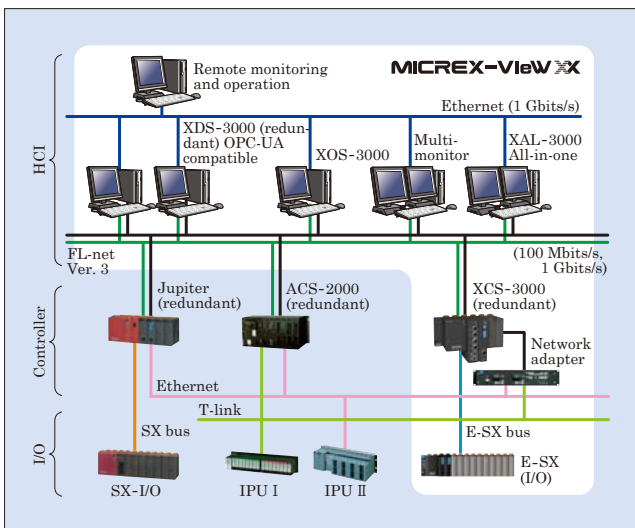 Remote monitoring
and operation
MICREX-VieW XX
Ethernet (1 Gbits/s)
HCI
XDS-3000 (redun-
dant) OPC-UA
compatible
XOS-3000
Multi-
monitor
XAL-3000
All-in-one
FL-net
Ver. 3
(100 Mbits/s,
1 Gbits/s)
Controller
Jupiter
(redundant)
ACS-2000
(redundant)
XCS-3000
(redundant)
Network
adapter
Ethernet
T-link
I/O
SX bus
E-SX bus
SX-I/O
IPU I
IPU II
E-SX
(I/O)